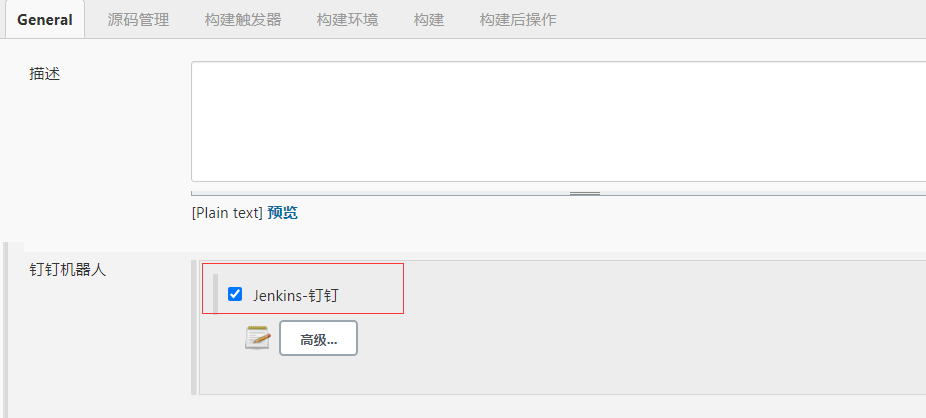 General 源码管理 构建触发器 构建环境 构建 构建后操作
描述
[Plain text] 预览
钉钉机器人
Jenkins-钉钉
高级...